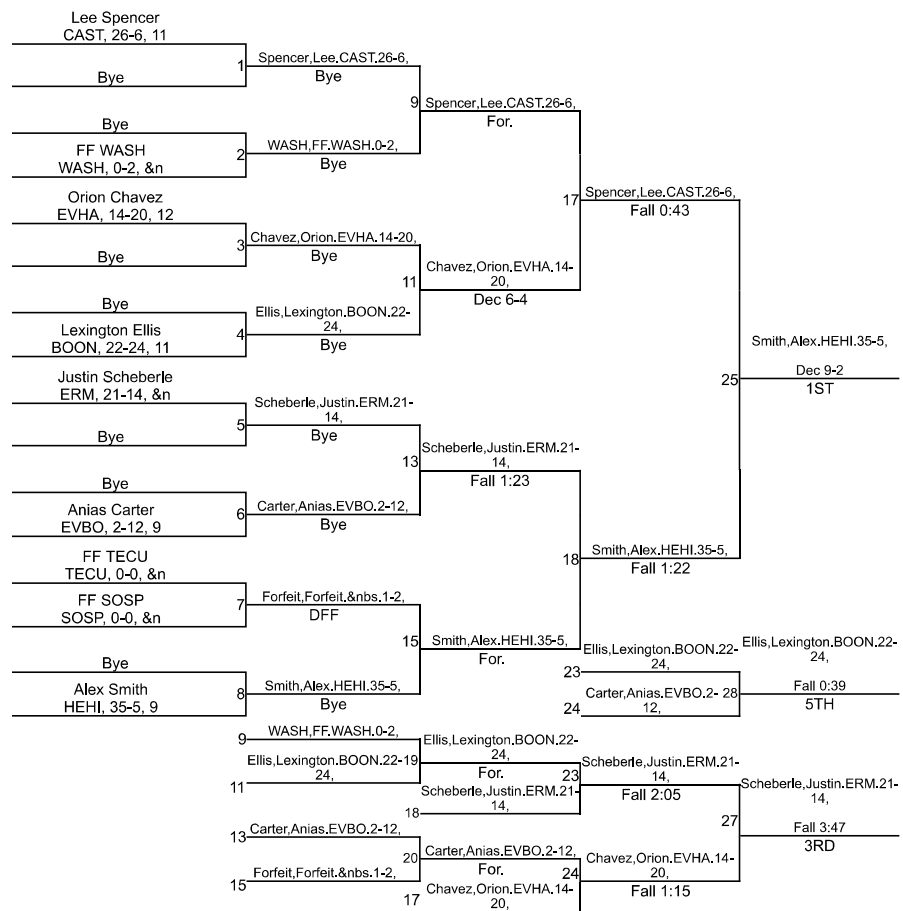 Lee Spencer
CAST, 26-6, 11
1
Spencer,Lee.CAST.26-6,
Bye
Bye
9
Spencer,Lee.CAST.26-6,
For.
Bye
FF WASH
WASH, 0-2, &n
2
WASH,FF.WASH.0-2,
Bye
17
Spencer,Lee.CAST.26-6,
Fall 0:43
Orion Chavez
EVHA, 14-20, 12
3
Chavez,Orion.EVHA.14-20,
Bye
Bye
11
Chavez,Orion.EVHA.14-
20,
Dec 6-4
Bye
Lexington Ellis
BOON, 22-24, 11
4
Ellis,Lexington.BOON.22-
24,
Bye
25
Smith,Alex.HEHI.35-5,
Dec 9-2
1ST
Justin Scheberle
ERM, 21-14, &n
5
Scheberle,Justin.ERM.21-
14,
Bye
Bye
13
Scheberle,Justin.ERM.21-
14,
Fall 1:23
Bye
Anias Carter
EVBO, 2-12, 9
6
Carter,Anias.EVBO.2-12,
Bye
18
Smith,Alex.HEHI.35-5,
Fall 1:22
FF TECU
TECU, 0-0, &n
FF SOSP
SOSP, 0-0, &n
7
Forfeit,Forfeit.&nbs.1-2,
DFF
15
Smith,Alex.HEHI.35-5,
For.
Bye
Alex Smith
HEHI, 35-5, 9
8
Smith,Alex.HEHI.35-5,
Bye
23
Ellis,Lexington.BOON.22-
24,
24
Carter,Anias.EVBO.2-
12,
28
Ellis,Lexington.BOON.22-
24,
Fall 0:39
5TH
9
WASH,FF.WASH.0-2,
11
Ellis,Lexington.BOON.22-
24,
19
Ellis,Lexington.BOON.22-
24,
For.
18
Scheberle,Justin.ERM.21-
14,
23
Scheberle,Justin.ERM.21-
14,
Fall 2:05
27
Scheberle,Justin.ERM.21-
14,
Fall 3:47
3RD
13
Carter,Anias.EVBO.2-12,
15
Forfeit,Forfeit.&nbs.1-2,
20
Carter,Anias.EVBO.2-12,
For.
17
Chavez,Orion.EVHA.14-
20,
24
Chavez,Orion.EVHA.14-
20,
Fall 1:15